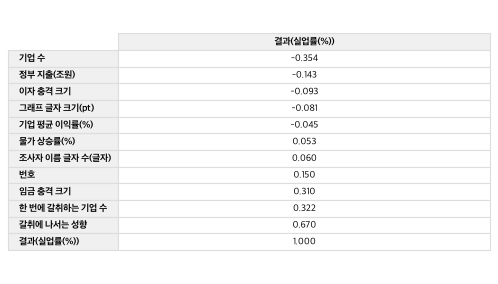 결과(실업률(%))
기업 수 -0.354
정부 지출(조원) -0.143
이자 충격 크기 -0.093
그래프 글자 크기(pt) -0.081
기업 평균 이익률(%) -0.045
물가 상승률(%) 0.053
조사자 이름 글자 수(글자) 0.060
번호 0.150
임금 충격 크기 0.310
한 번에 갈취하는 기업 수 0.322
갈취에 나서는 성향 0.670
결과(실업률(%)) 1.000